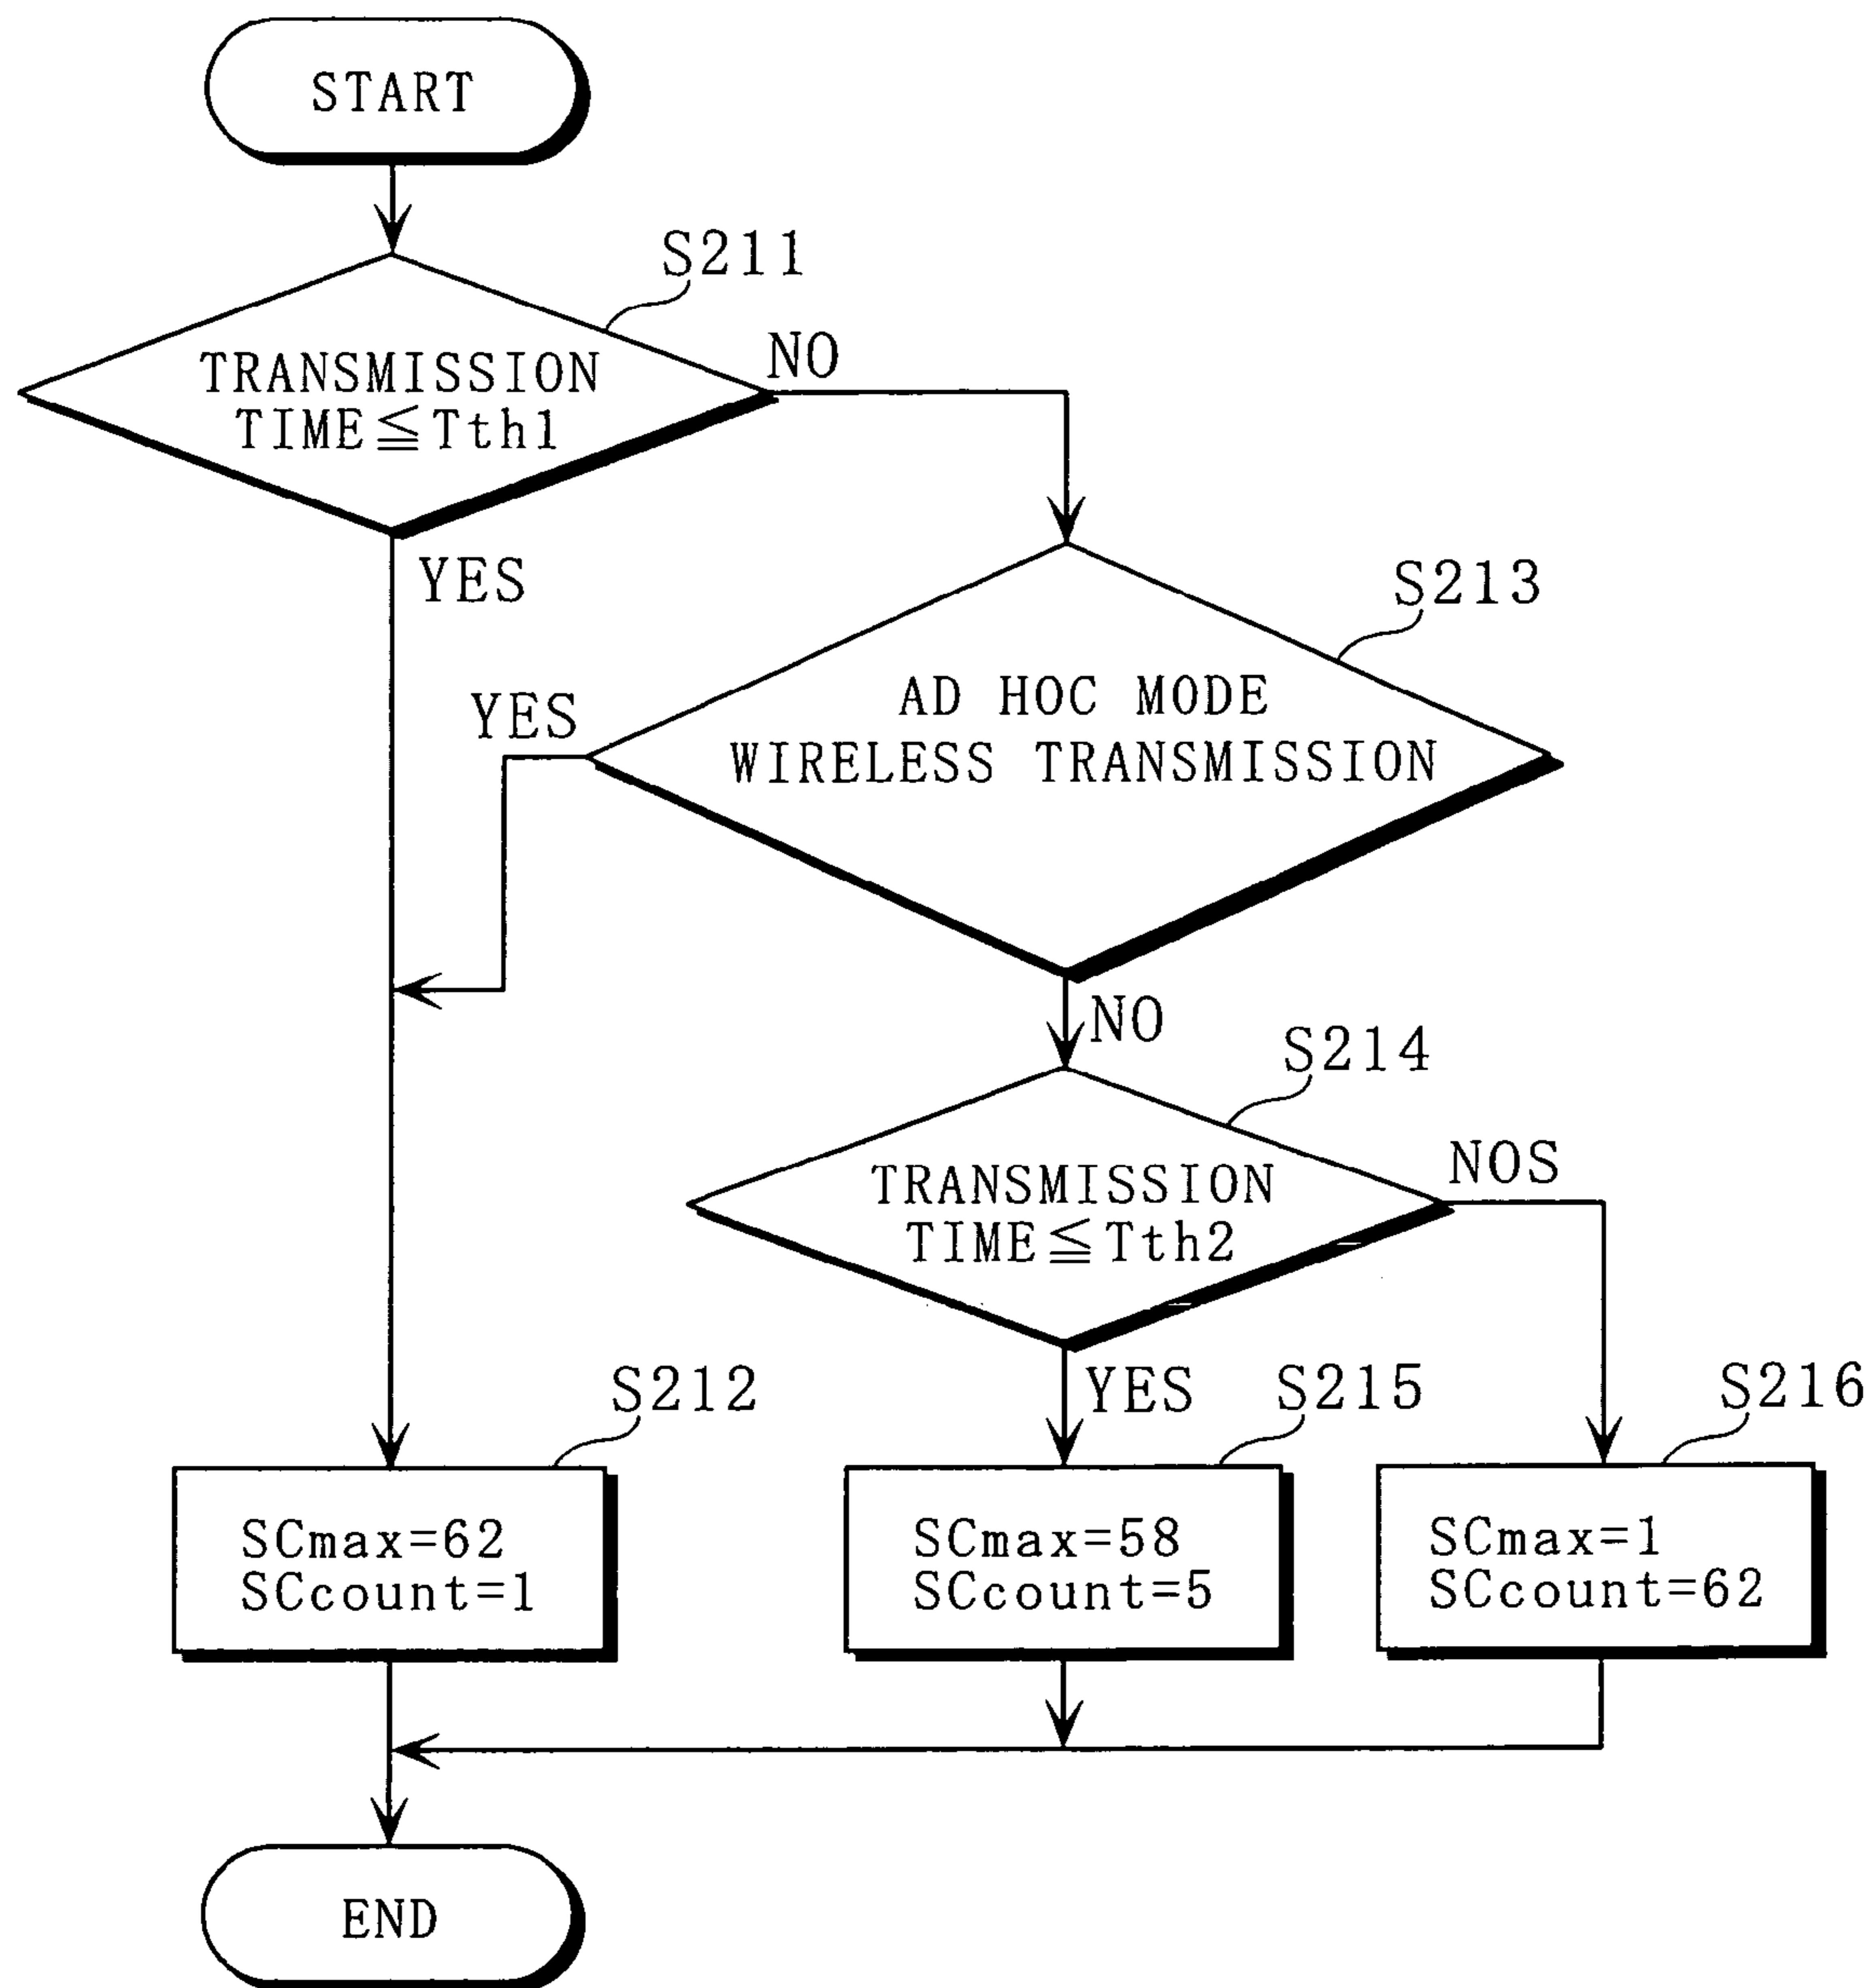 START
S211
TRANSMISSION
TIME≦Tth1
NO
YES
S213
AD HOC MODE
WIRELESS TRANSMISSION
YES
NO
S214
TRANSMISSION
TIME≦Tth2
NOS
YES
S212
SCmax=62
SCcount=1
S215
SCmax=58
SCcount=5
S216
SCmax=1
SCcount=62
END